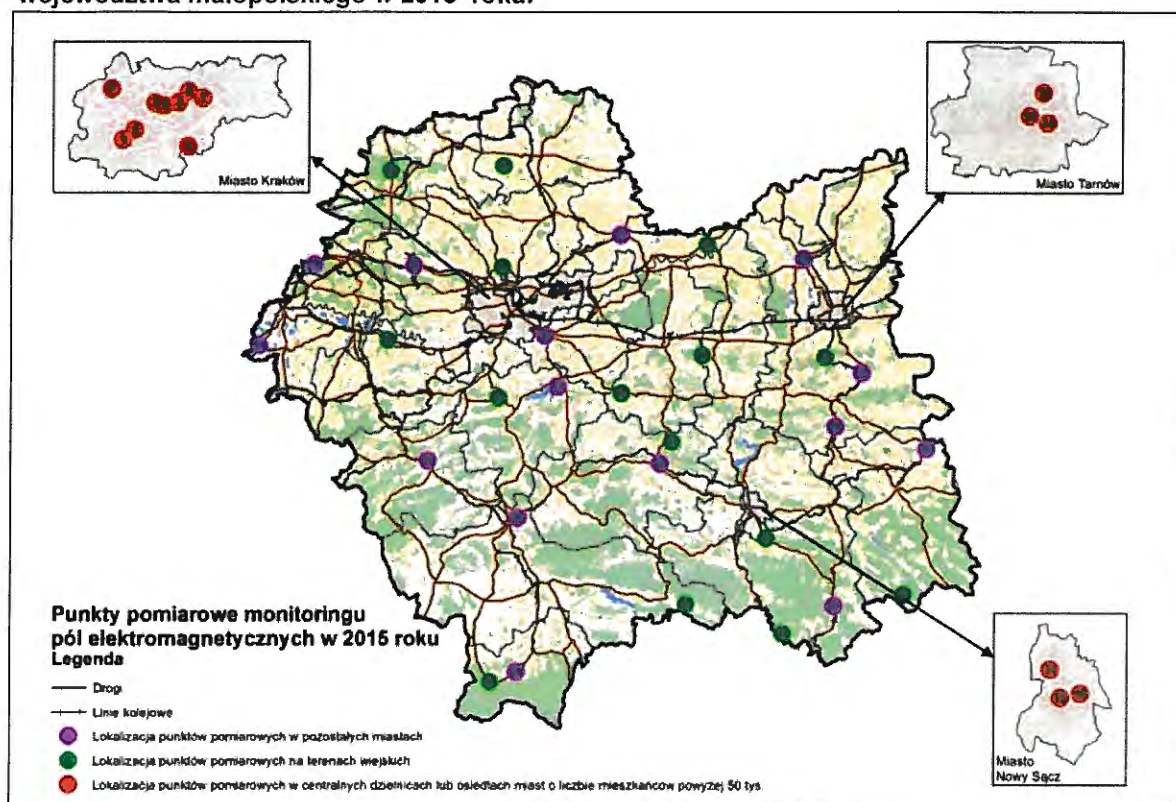 województwa małopolskiego w 2015 roku.
Miasto Kraków
Miasto Tarnów
Punkty pomiarowe monitoringu
pól elektromagnetycznych w 2015 roku
Legenda
Drogi
Linie kolejowe
Lokalizacja punktów pomiarowych w pozostałych miastach
Lokalizacja punktów pomiarowych na terenach wiejskich
Lokalizacja punktów pomiarowych w centralnych dzielnicach lub osiedlach miast o liczbie mieszkańców powyżej 50 tys.
Miasto
Nowy Sącz